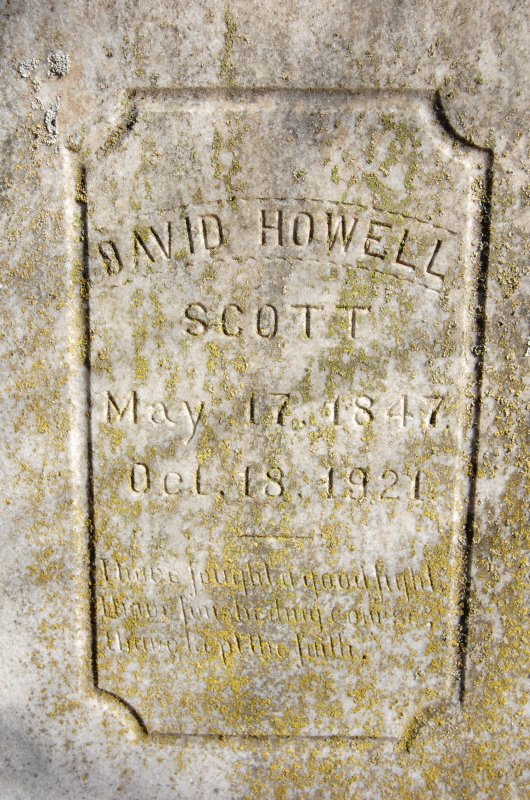 DAVID HOWELL
SCOTT
May 17, 1847
Oct. 18, 1921
I have fought a good fight
I have finished my course,
I have kept the faith.